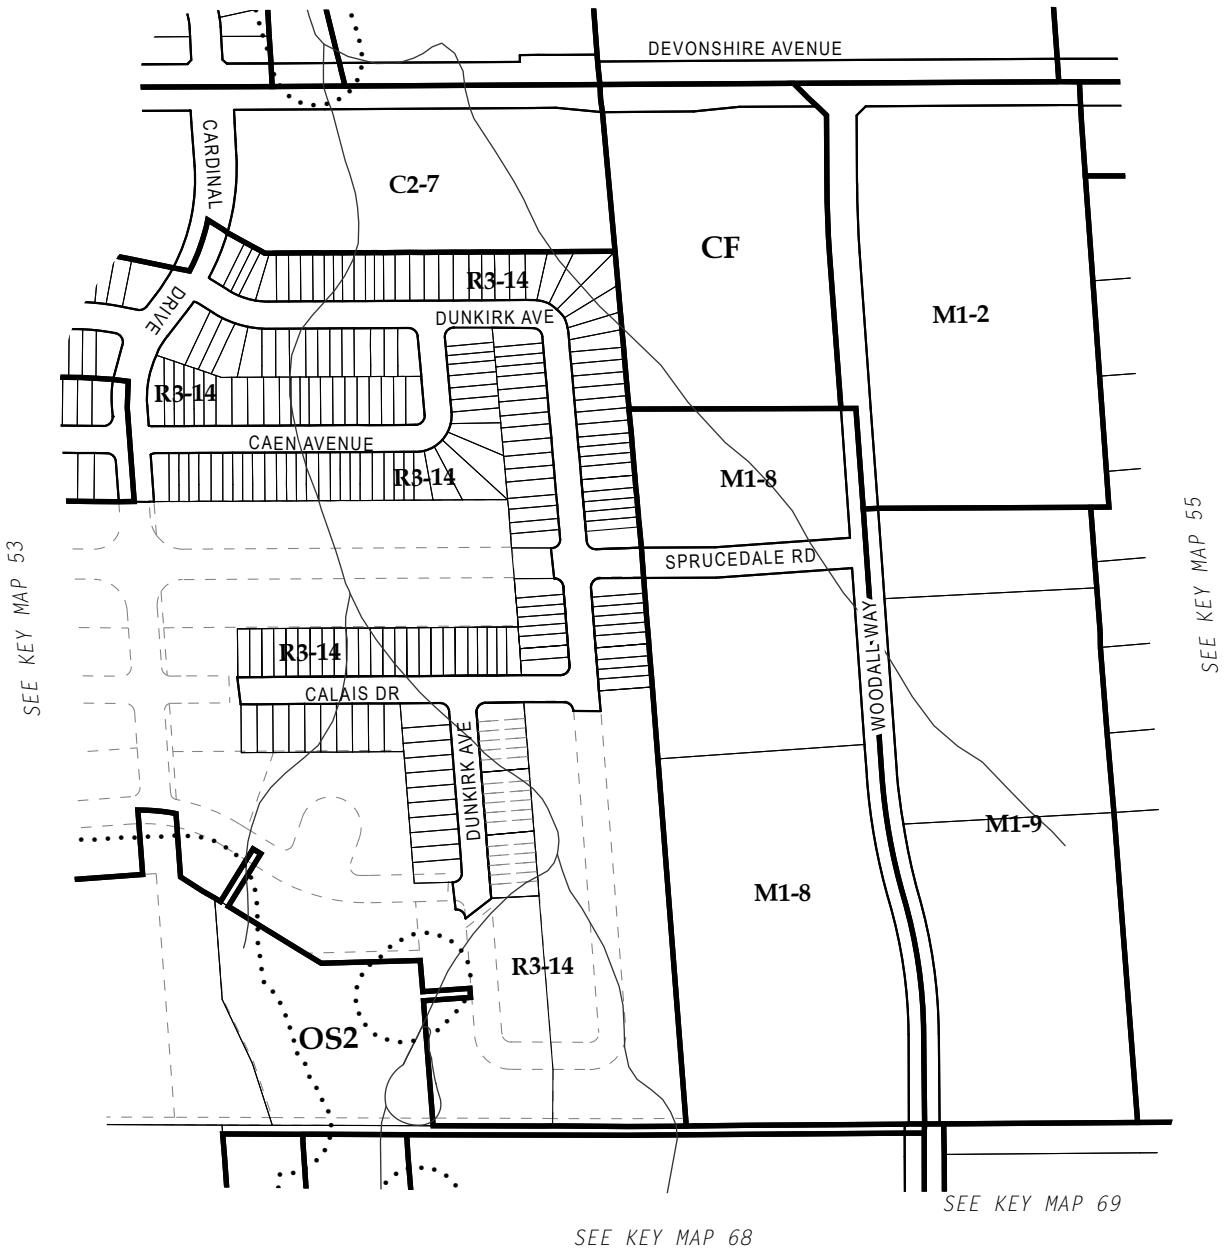 DEVONSHIRE AVENUE
CARDINAL
C2-7
CF
R3-14
DRIVE
DUNKIRK AVE
M1-2
R3-14
CAEN AVENUE
R3-14
M1-8
SEE KEY MAP 53
SEE KEY MAP 55
SPRUCEDALE RD
R3-14
WOODALL WAY
CALAIS DR
DUNKIRK AVE
M1-9
M1-8
R3-14
OS2
SEE KEY MAP 69
SEE KEY MAP 68